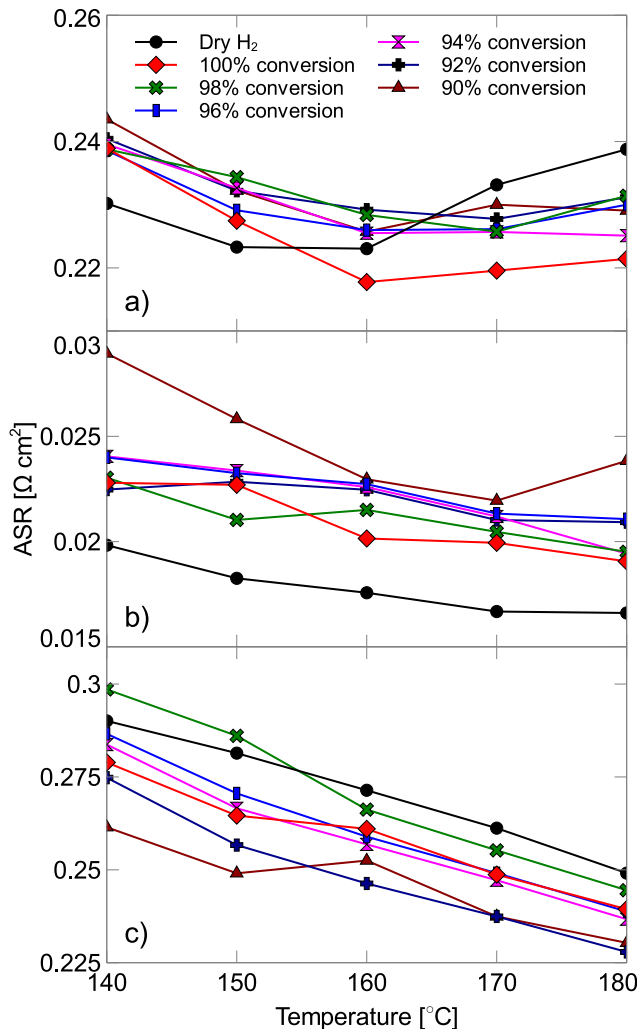 0.26
Dry H₂
94% conversion
100% conversion
92% conversion
98% conversion
90% conversion
96% conversion
0.24
0.22
a)
0.03
0.025
ASR [Ω cm²]
0.02
b)
0.015
0.3
0.275
0.25
c)
0.225
140 150 160 170 180
Temperature [°C]